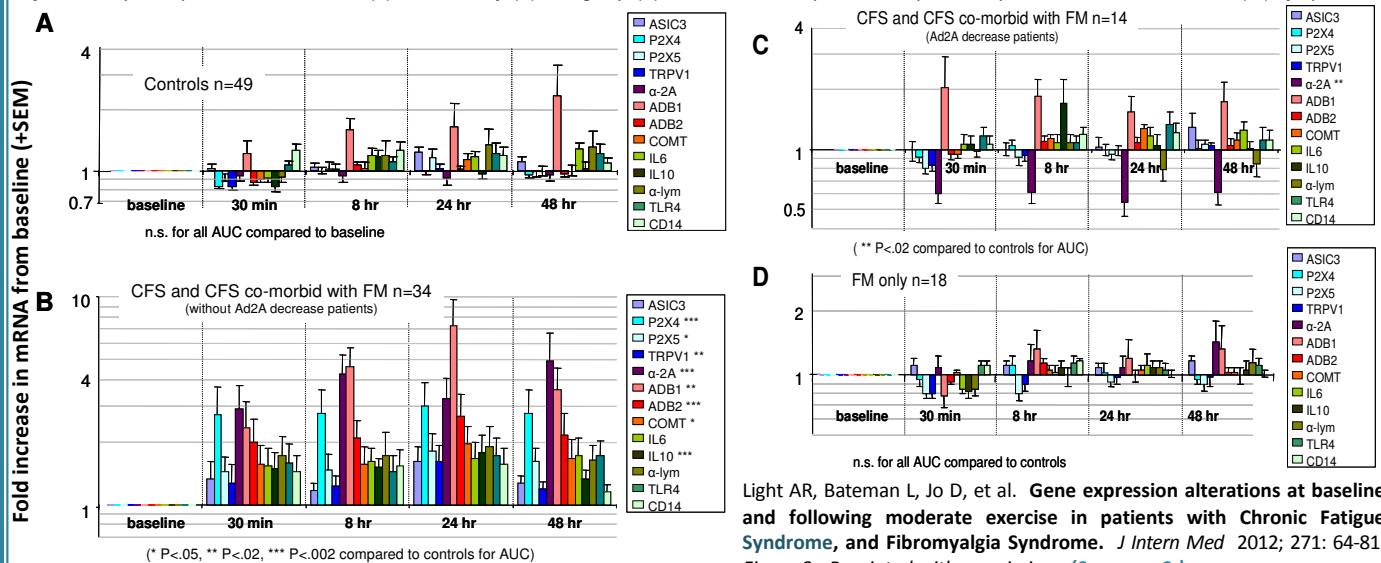 A
Fold increase in mRNA from baseline (+SEM)
4
1
0.7
Controls n=49
baseline
30 min
8 hr
24 hr
48 hr
n.s. for all AUC compared to baseline
ASIC3
P2X4
P2X5
TRPV1
α-2A
ADB1
ADB2
COMT
IL6
IL10
α-lym
TLR4
CD14
B
CFS and CFS co-morbid with FM n=34
(without Ad2A decrease patients)
10
4
1
baseline
30 min
8 hr
24 hr
48 hr
(* P<.05, ** P<.02, *** P<.002 compared to controls for AUC)
ASIC3
P2X4 ***
P2X5 *
TRPV1 **
α-2A ***
ADB1 **
ADB2 ***
COMT *
IL6
IL10 ***
α-lym
TLR4
CD14
C
CFS and CFS co-morbid with FM n=14
(Ad2A decrease patients)
4
1
0.5
baseline
30 min
8 hr
24 hr
48 hr
( ** P<.02 compared to controls for AUC)
ASIC3
P2X4
P2X5
TRPV1
α-2A **
ADB1
ADB2
COMT
IL6
IL10
α-lym
TLR4
CD14
D
FM only n=18
2
1
baseline
30 min
8 hr
24 hr
48 hr
n.s. for all AUC compared to controls
ASIC3
P2X4
P2X5
TRPV1
α-2A
ADB1
ADB2
COMT
IL6
IL10
α-lym
TLR4
CD14
Light AR, Bateman L, Jo D, et al. Gene expression alterations at baseline
and following moderate exercise in patients with Chronic Fatigue
Syndrome, and Fibromyalgia Syndrome. J Intern Med 2012; 271: 64-81